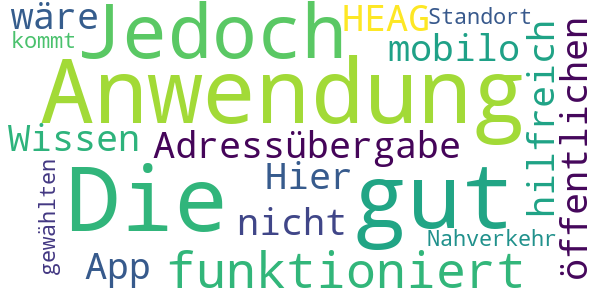 wäre
Jedoch
HEAG
Standort
kommt
mobilo
Anwendung
hilfreich
öffentlichen
Wissen
Adressübergabe
Die
Hier
gut
gewählten
nicht
Nahverkehr
App
funktioniert